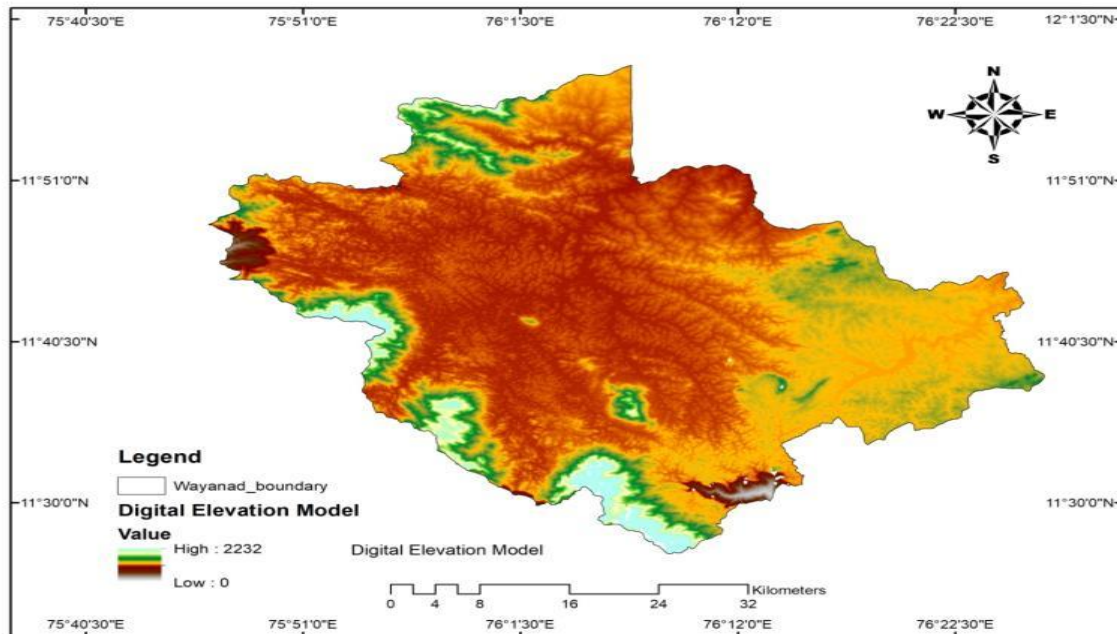 75°40'30"E 75°51'0"E 76°1'30"E 76°12'0"E 76°22'30"E 12°1'30"N
N
W E
S
11°51'0"N 11°51'0"N
11°40'30"N 11°40'30"N
Legend
Wayanad_boundary
11°30'0"N 11°30'0"N
Digital Elevation Model
Value
High : 2232
Digital Elevation Model
Low : 0
Kilometers
0 4 8 16 24 32
75°40'30"E 75°51'0"E 76°1'30"E 76°12'0"E 76°22'30"E